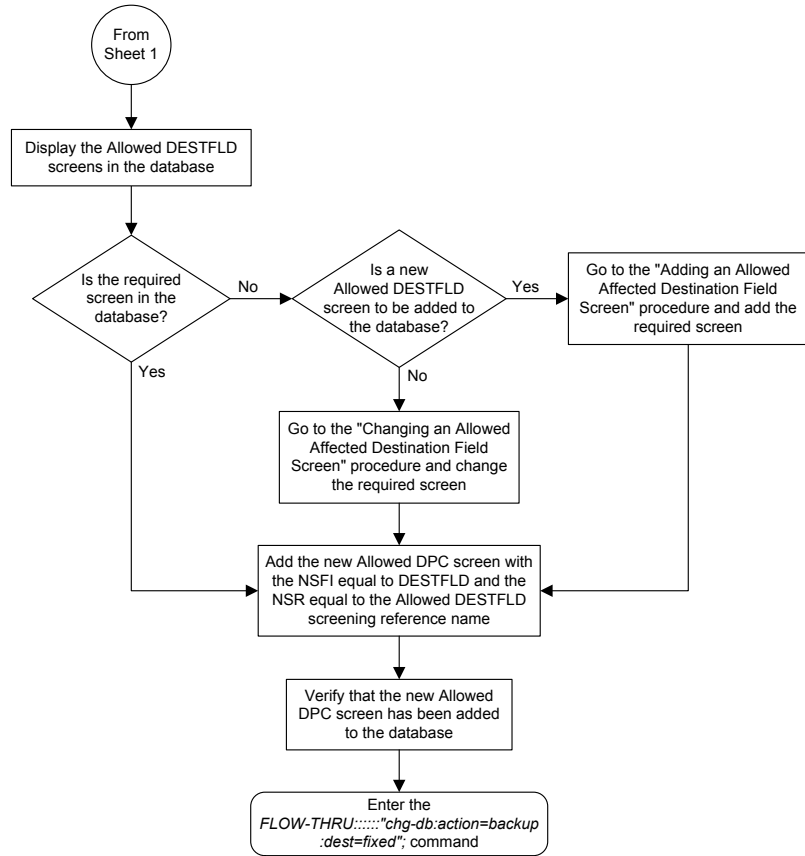 From
Sheet 1
Display the Allowed DESTFLD
screens in the database
Is the required
screen in the
database?
No
Yes
Is a new
Allowed DESTFLD
screen to be added to
the database?
Yes
No
Go to the "Adding an Allowed
Affected Destination Field
Screen" procedure and add the
required screen
Go to the "Changing an Allowed
Affected Destination Field
Screen" procedure and change
the required screen
Add the new Allowed DPC screen with
the NSFI equal to DESTFLD and the
NSR equal to the Allowed DESTFLD
screening reference name
Verify that the new Allowed
DPC screen has been added
to the database
Enter the
FLOW-THRU::::::"chg-db:action=backup
:dest=fixed"; command